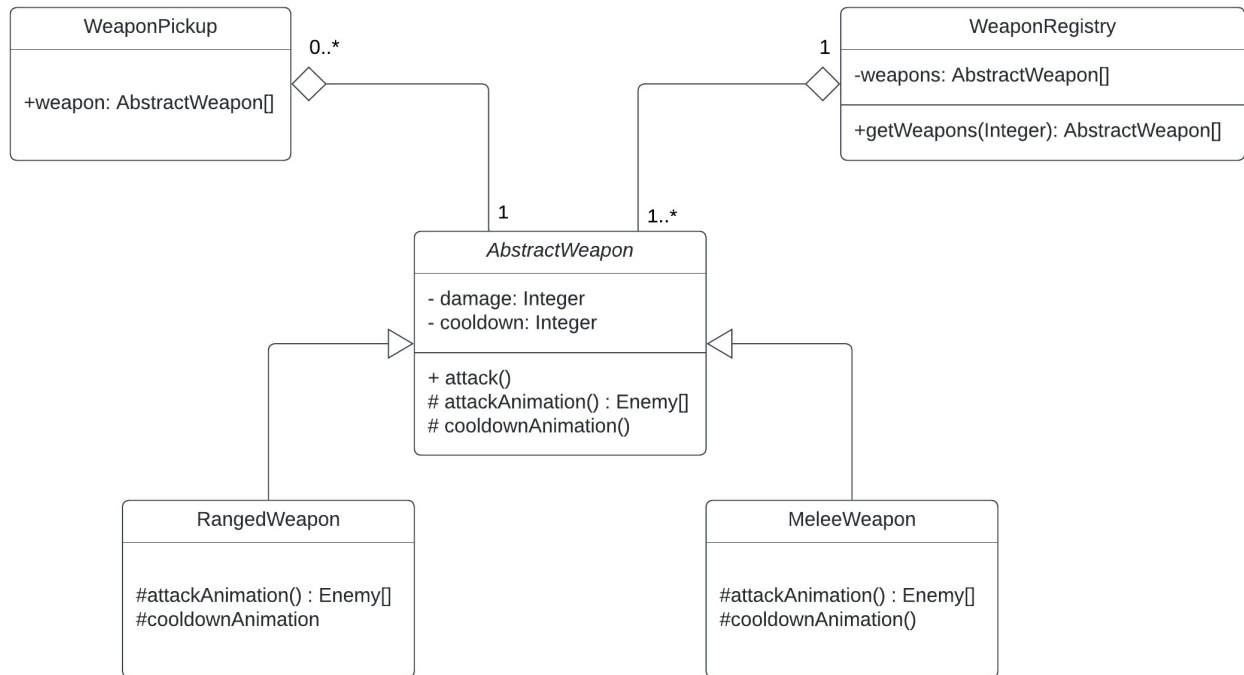 WeaponPickup
+weapon: AbstractWeapon[]
0..*
1
WeaponRegistry
-weapons: AbstractWeapon[]
+getWeapons(Integer): AbstractWeapon[]
1
1..*
AbstractWeapon
- damage: Integer
- cooldown: Integer
+ attack()
# attackAnimation() : Enemy[]
# cooldownAnimation()
RangedWeapon
#attackAnimation() : Enemy[]
#cooldownAnimation
MeleeWeapon
#attackAnimation() : Enemy[]
#cooldownAnimation()